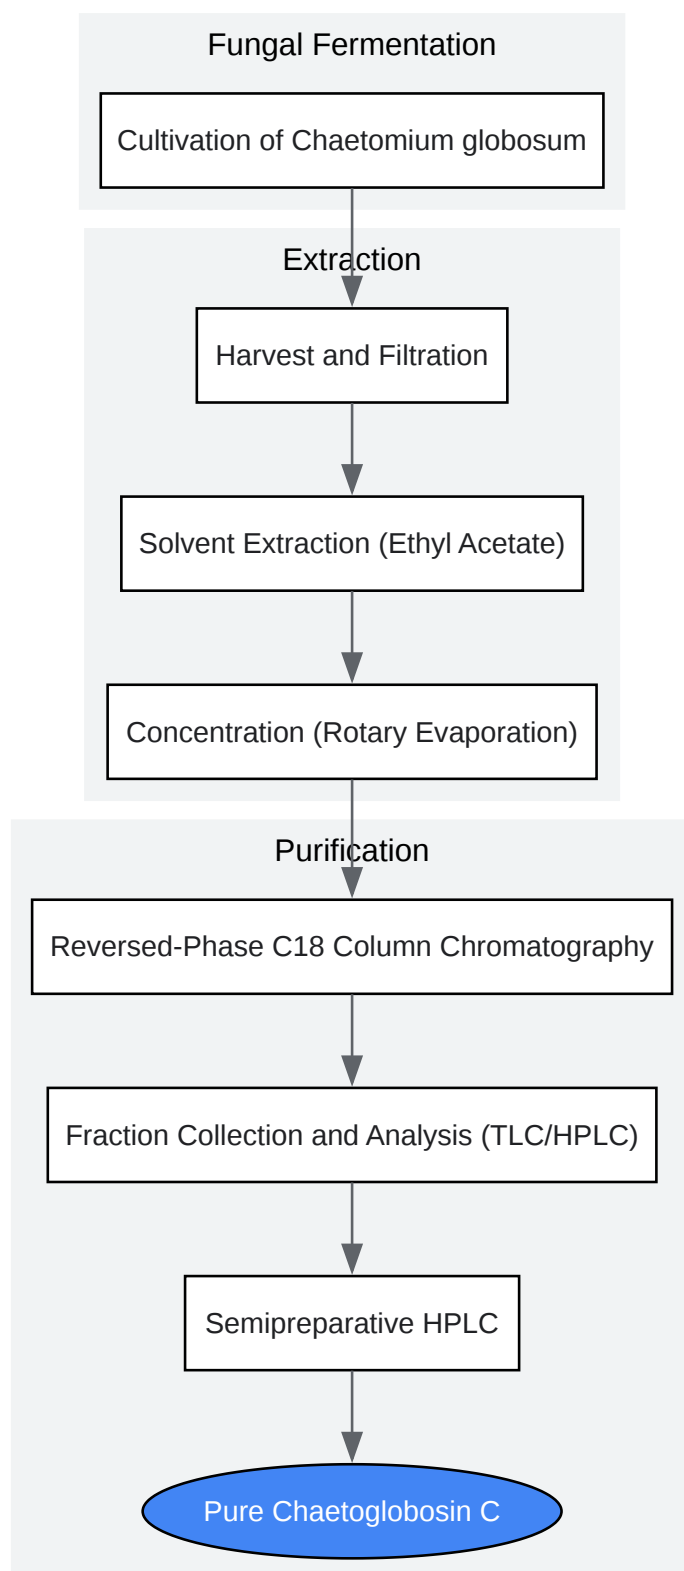 Fungal Fermentation
Cultivation of Chaetomium globosum
Extraction
Harvest and Filtration
Solvent Extraction (Ethyl Acetate)
Concentration (Rotary Evaporation)
Purification
Reversed-Phase C18 Column Chromatography
Fraction Collection and Analysis (TLC/HPLC)
Semipreparative HPLC
Pure Chaetoglobosin C